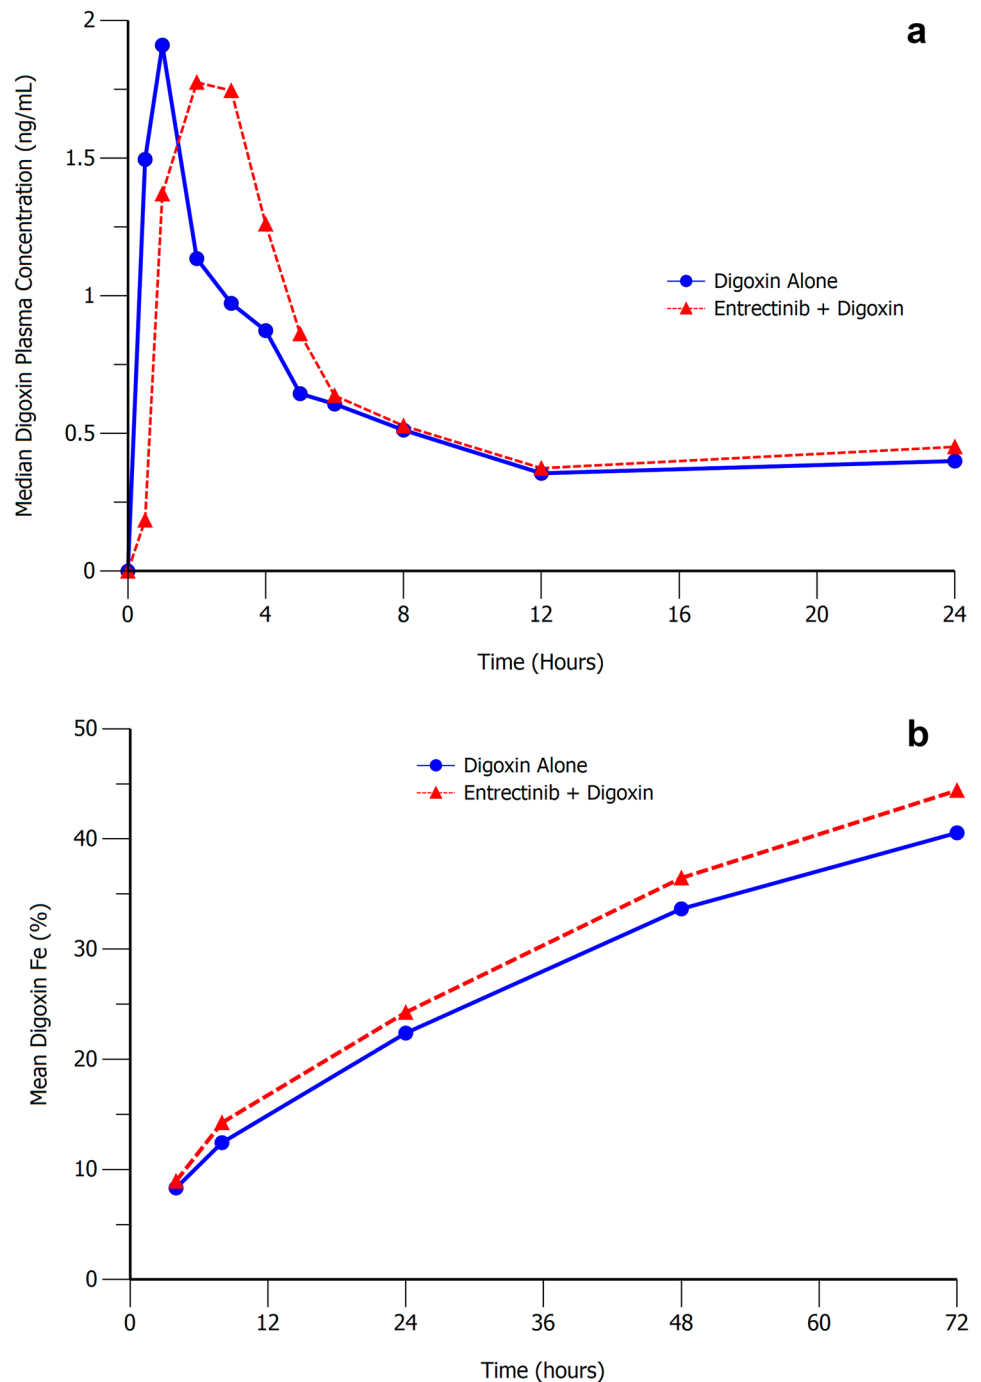 a
2
1.5
1
0.5
0
Median Digoxin Plasma Concentration (ng/mL)
Digoxin Alone
Entrectinib + Digoxin
0 4 8 12 16 20 24
Time (Hours)
b
50
40
30
20
10
0
Mean Digoxin Fe (%)
Digoxin Alone
Entrectinib + Digoxin
0 12 24 36 48 60 72
Time (hours)